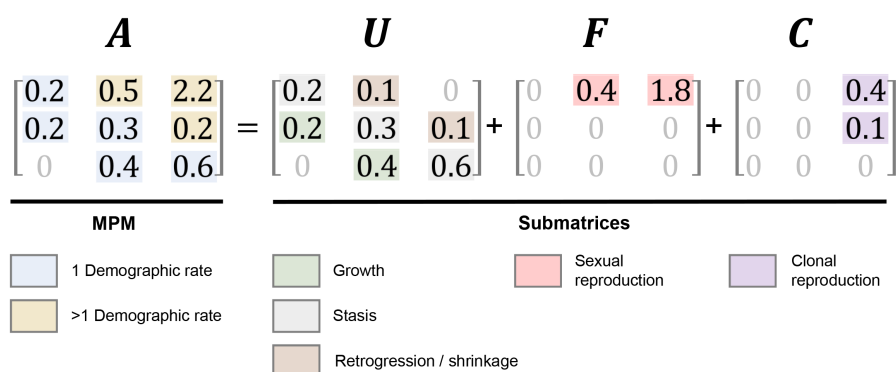 A U F C
0.2 0.5 2.2 0.2 0.1 0 0 0.4 1.8 0 0 0.4
0.2 0.3 0.2 = 0.2 0.3 0.1 + 0 0 0 + 0 0 0.1
0 0.4 0.6 0 0.4 0.6 0 0 0 0 0 0
MPM Submatrices
1 Demographic rate
>1 Demographic rate
Growth
Stasis
Retrogression / shrinkage
Sexual
reproduction
Clonal
reproduction